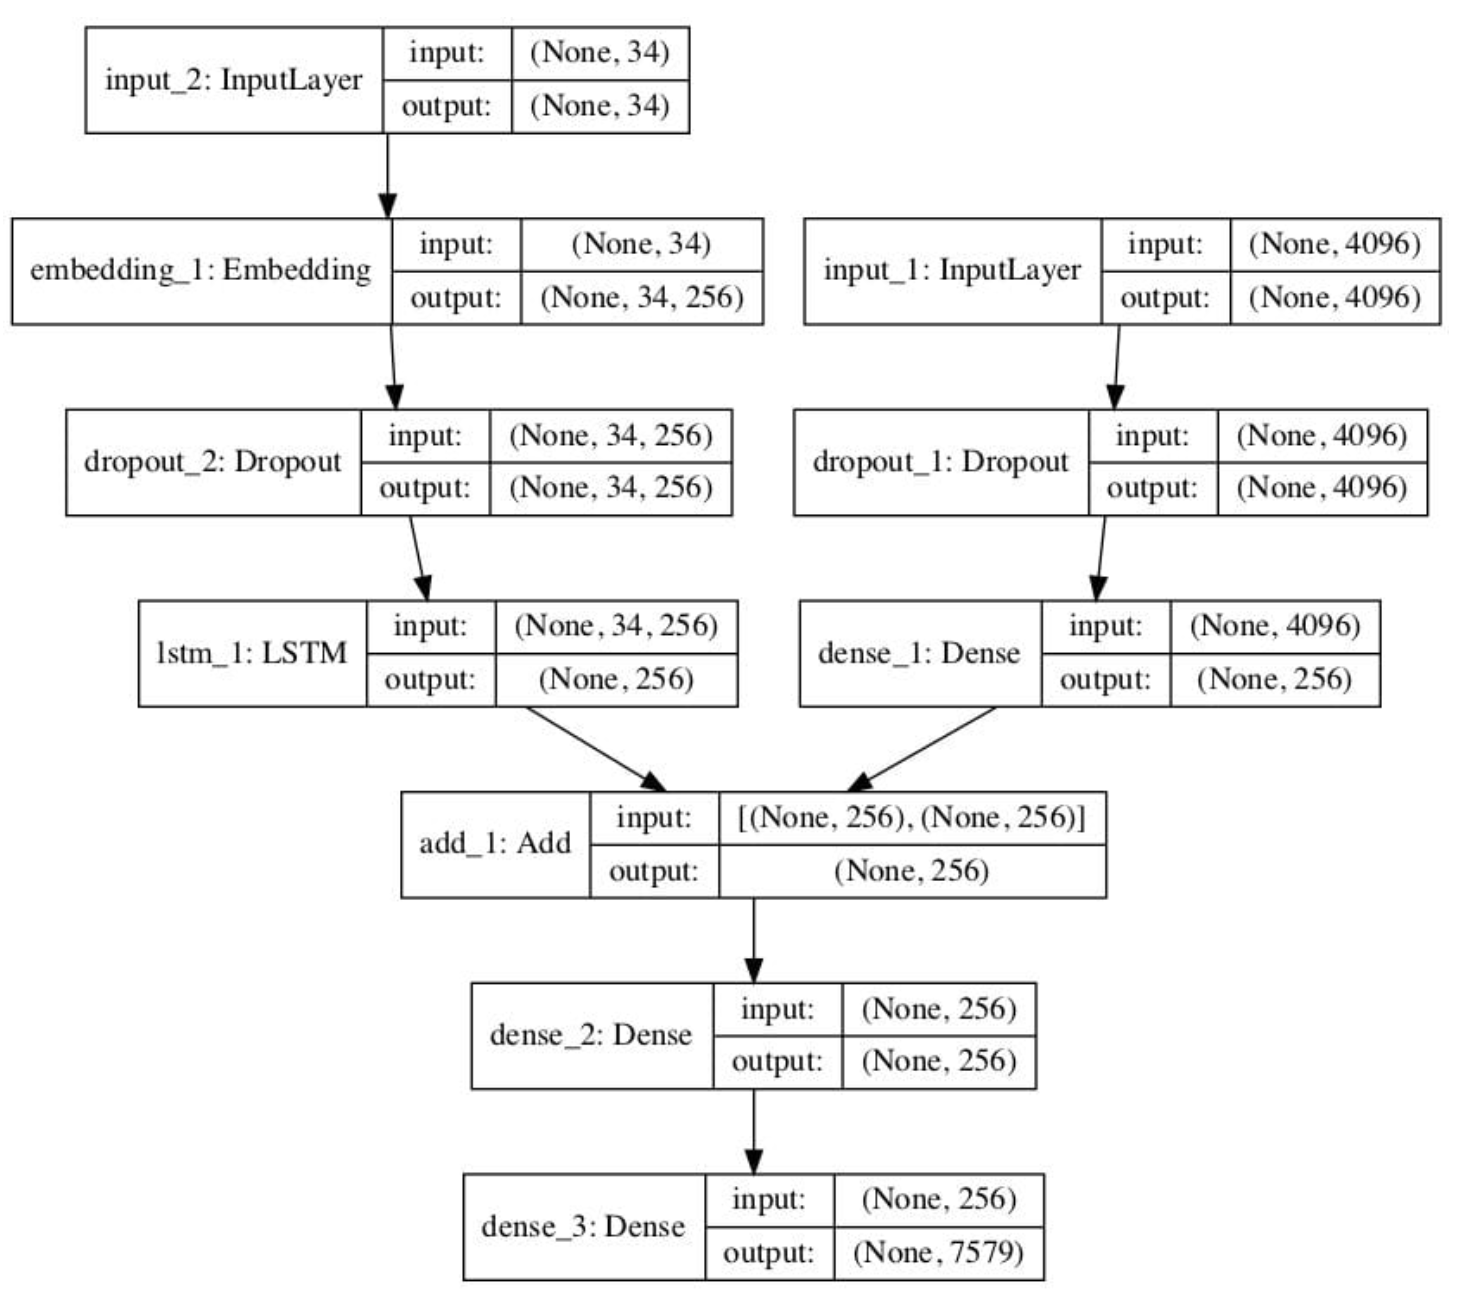 input_2: InputLayer
input:
(None, 34)
output:
(None, 34)
embedding_1: Embedding
input:
(None, 34)
output:
(None, 34, 256)
input_1: InputLayer
input:
(None, 4096)
output:
(None, 4096)
dropout_2: Dropout
input:
(None, 34, 256)
output:
(None, 34, 256)
dropout_1: Dropout
input:
(None, 4096)
output:
(None, 4096)
lstm_1: LSTM
input:
(None, 34, 256)
output:
(None, 256)
dense_1: Dense
input:
(None, 4096)
output:
(None, 256)
add_1: Add
input:
[(None, 256), (None, 256)]
output:
(None, 256)
dense_2: Dense
input:
(None, 256)
output:
(None, 256)
dense_3: Dense
input:
(None, 256)
output:
(None, 7579)